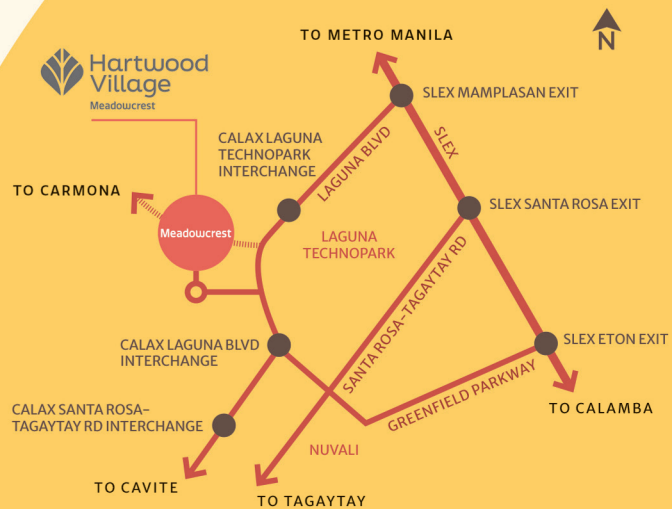 TO METRO MANILA
N
Hartwood
Village
Meadowcrest
SLEX MAMPLASAN EXIT
CALAX LAGUNA
TECHNOPARK
INTERCHANGE
LAGUNA BLVD
SLEX
TO CARMONA
SLEX SANTA ROSA EXIT
Meadowcrest
LAGUNA
TECHNOPARK
SANTA ROSA-TAGAYTAY RD
CALAX LAGUNA BLVD
INTERCHANGE
SLEX ETON EXIT
GREENFIELD PARKWAY
CALAX SANTA ROSA-
TAGAYTAY RD INTERCHANGE
TO CALAMBA
NUVALI
TO CAVITE
TO TAGAYTAY